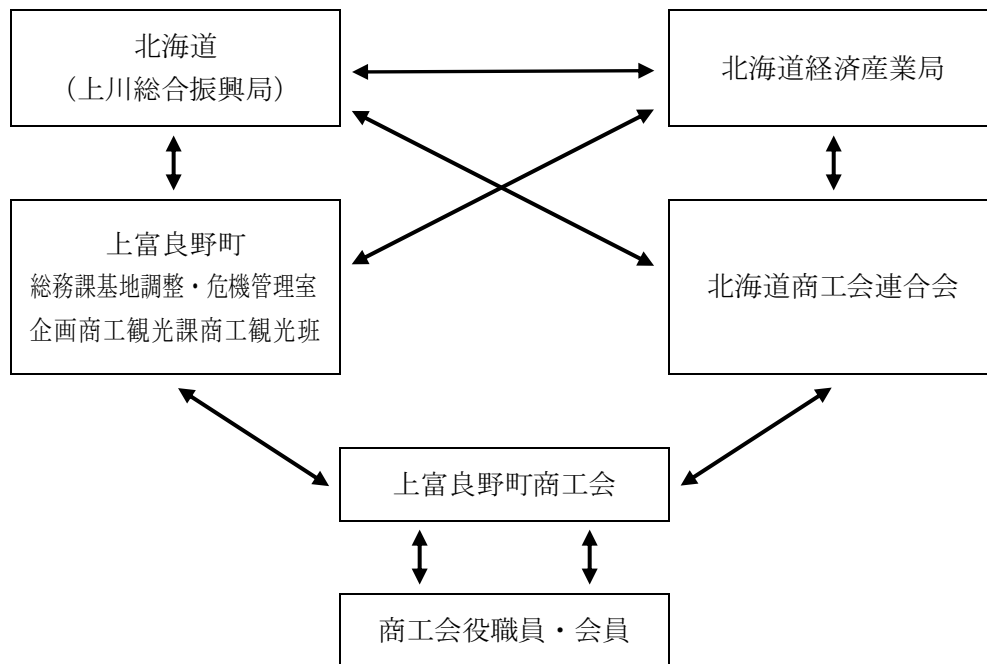 北海道
（上川総合振興局）
北海道経済産業局
上富良野町
総務課基地調整・危機管理室
企画商工観光課商工観光班
北海道商工会連合会
上富良野町商工会
商工会役職員・会員